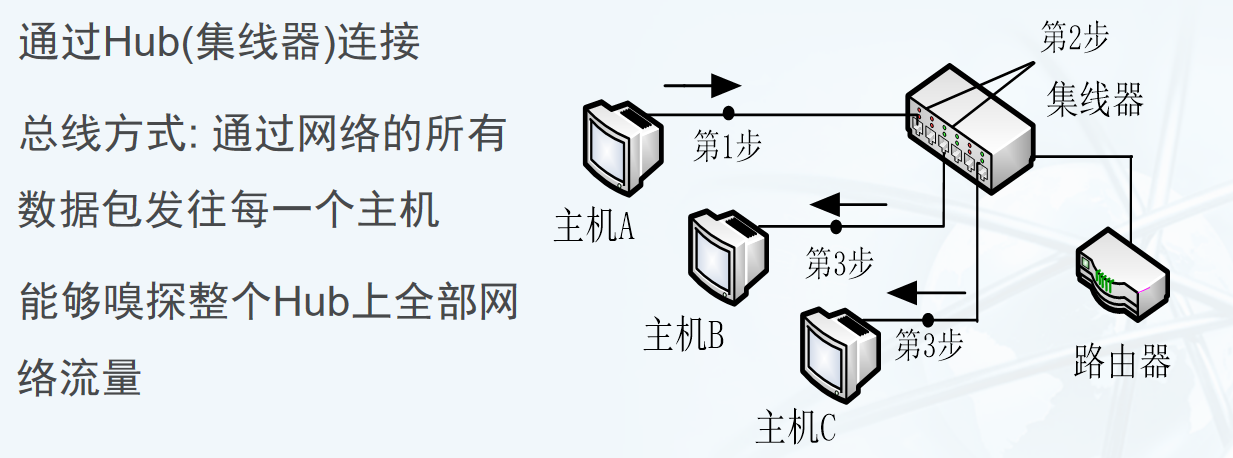 通过Hub(集线器)连接
总线方式: 通过网络的所有
数据包发往每一个主机
能够嗅探整个Hub上全部网
络流量
第2步
集线器
第1步
主机A
第3步
主机B
第3步
路由器
主机C